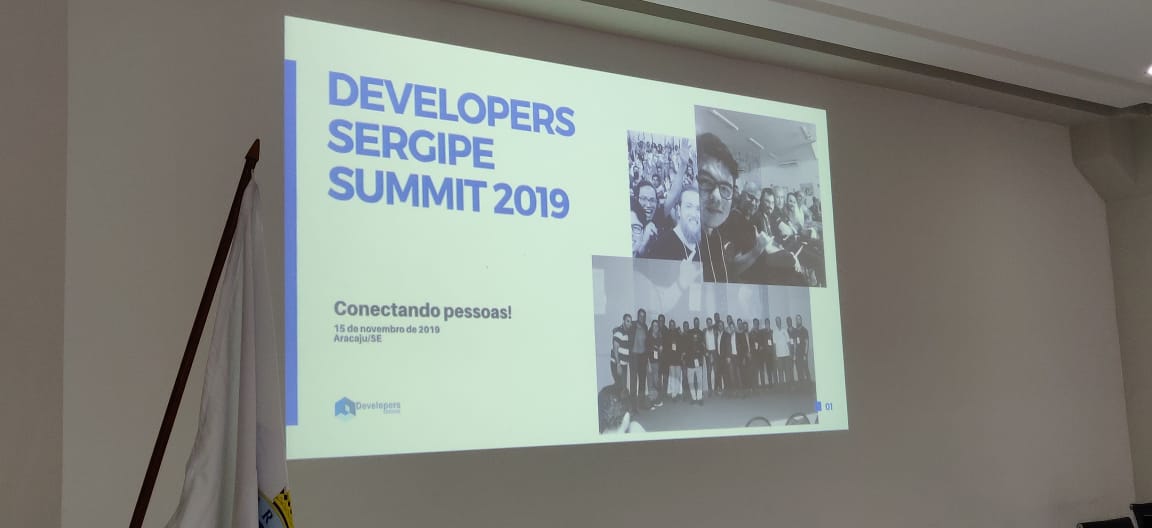 DEVELOPERS
SERGIPE
SUMMIT 2019
Conectando pessoas!
15 de novembro de 2019
Aracaju/SE
Developers
01
R